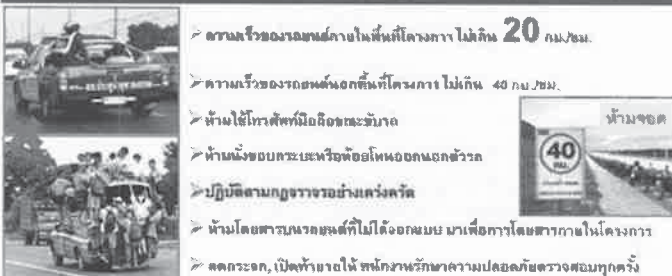 ความเร็วของรถยนต์ภายในพื้นที่โครงการ ไม่เกิน 20 กม./ชม.
ความเร็วของรถยนต์นอกพื้นที่โครงการ ไม่เกิน 40 กม./ชม.
ห้ามใช้โทรศัพท์มือถือขณะขับรถ
ห้ามจอด
40
กม.
ห้ามนั่งขอบกระบะหรือห้อยโหนออกนอกตัวรถ
ปฏิบัติตามกฎจราจรอย่างเคร่งครัด
ห้ามโดยสารบนรถยนต์ที่ไม่ได้ออกแบบ มาเพื่อการโดยสารภายในโครงการ
ลดกระจก, เปิดท้ายรถให้ พนักงานรักษาความปลอดภัยตรวจสอบทุกครั้ง